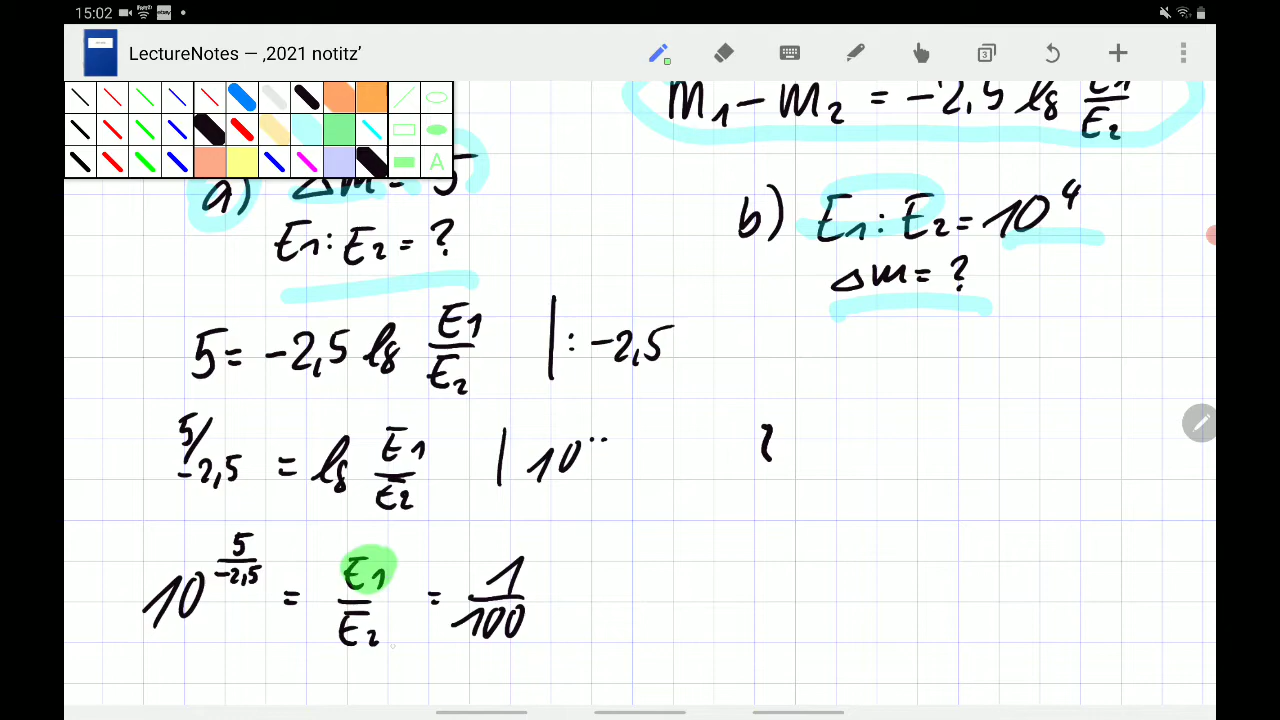 15:02
LectureNotes — ‚2021 notitz’
3
A
m₁ - m₂ = -2,5 lg E₁/E₂
a) Δm = 5
E₁ : E₂ = ?
b) E₁ : E₂ = 10⁴
Δm = ?
5 = -2,5 lg E₁/E₂ | : -2,5
5/-2,5 = lg E₁/E₂ | 10¨
10^(5/-2,5) = E₁/E₂ = 1/100